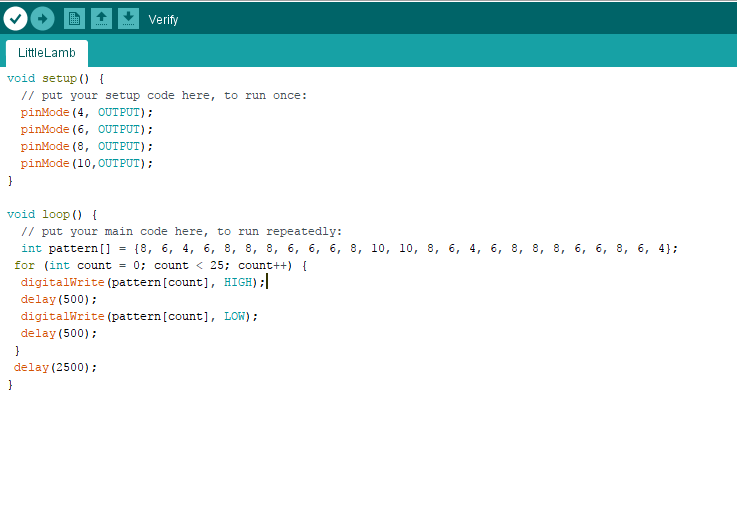 Verify
LittleLamb
void setup() {
  // put your setup code here, to run once:
  pinMode(4, OUTPUT);
  pinMode(6, OUTPUT);
  pinMode(8, OUTPUT);
  pinMode(10,OUTPUT);
}

void loop() {
  // put your main code here, to run repeatedly:
  int pattern[] = {8, 6, 4, 6, 8, 8, 8, 6, 6, 6, 8, 10, 10, 8, 6, 4, 6, 8, 8, 8, 6, 6, 8, 6, 4};
 for (int count = 0; count < 25; count++) {
  digitalWrite(pattern[count], HIGH);
  delay(500);
  digitalWrite(pattern[count], LOW);
  delay(500);
 }
 delay(2500);
}